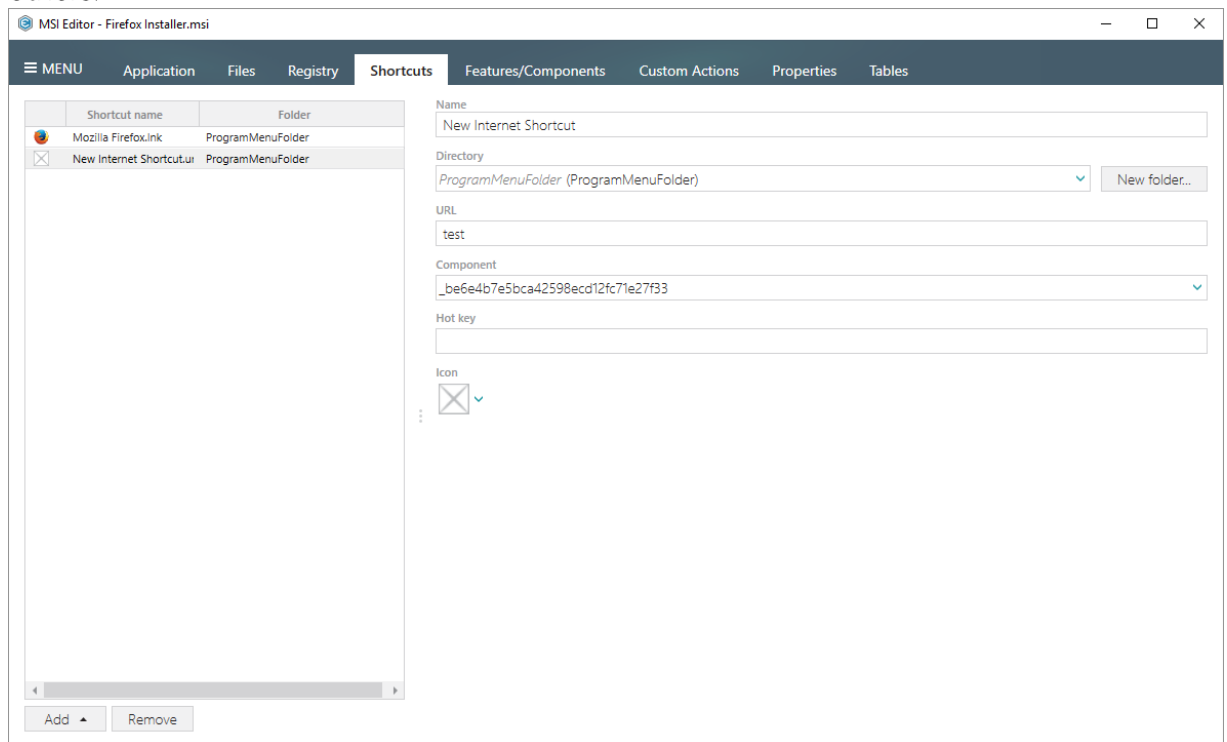 MSI Editor - Firefox Installer.msi
MENU Application Files Registry Shortcuts Features/Components Custom Actions Properties Tables
Shortcut name Folder
Mozilla Firefox.lnk ProgramMenuFolder
New Internet Shortcut.ur ProgramMenuFolder
Name
New Internet Shortcut
Directory
ProgramMenuFolder (ProgramMenuFolder) New folder...
URL
test
Component
_be6e4b7e5bca42598ecd12fc71e27f33
Hot key
Icon
Add Remove